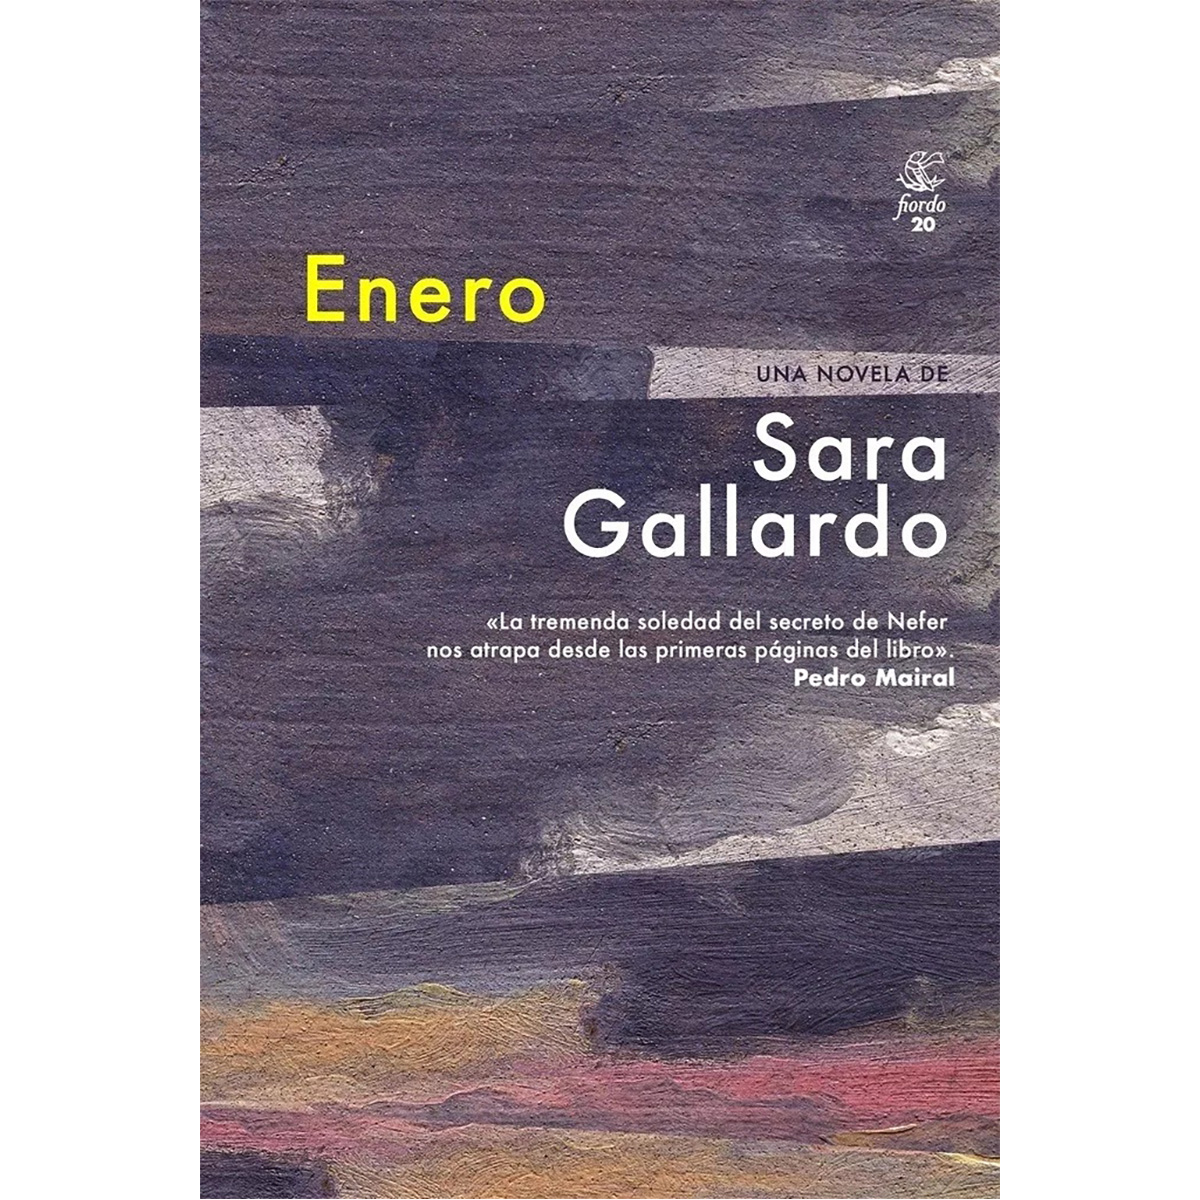 fiordo
20
Enero
UNA NOVELA DE
Sara
Gallardo
«La tremenda soledad del secreto de Nefer
nos atrapa desde las primeras páginas del libro».
Pedro Mairal